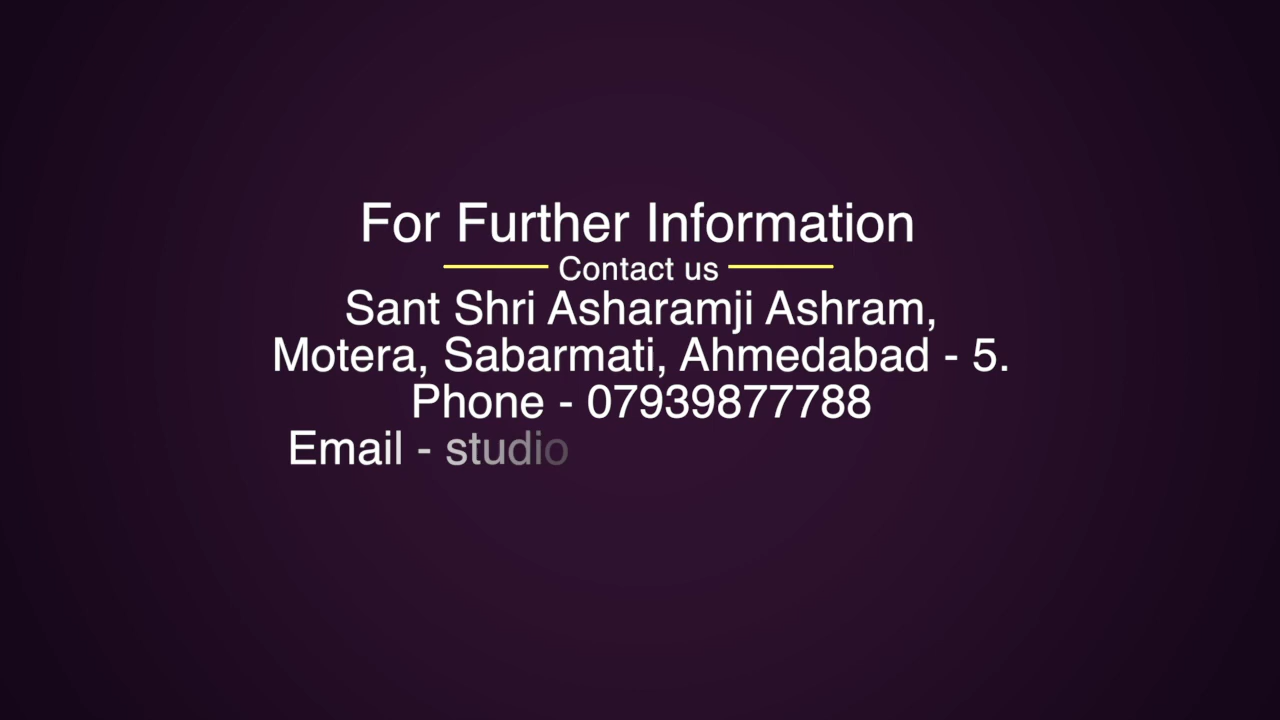 For Further Information
Contact us
Sant Shri Asharamji Ashram,
Motera, Sabarmati, Ahmedabad - 5.
Phone - 07939877788
Email - studio